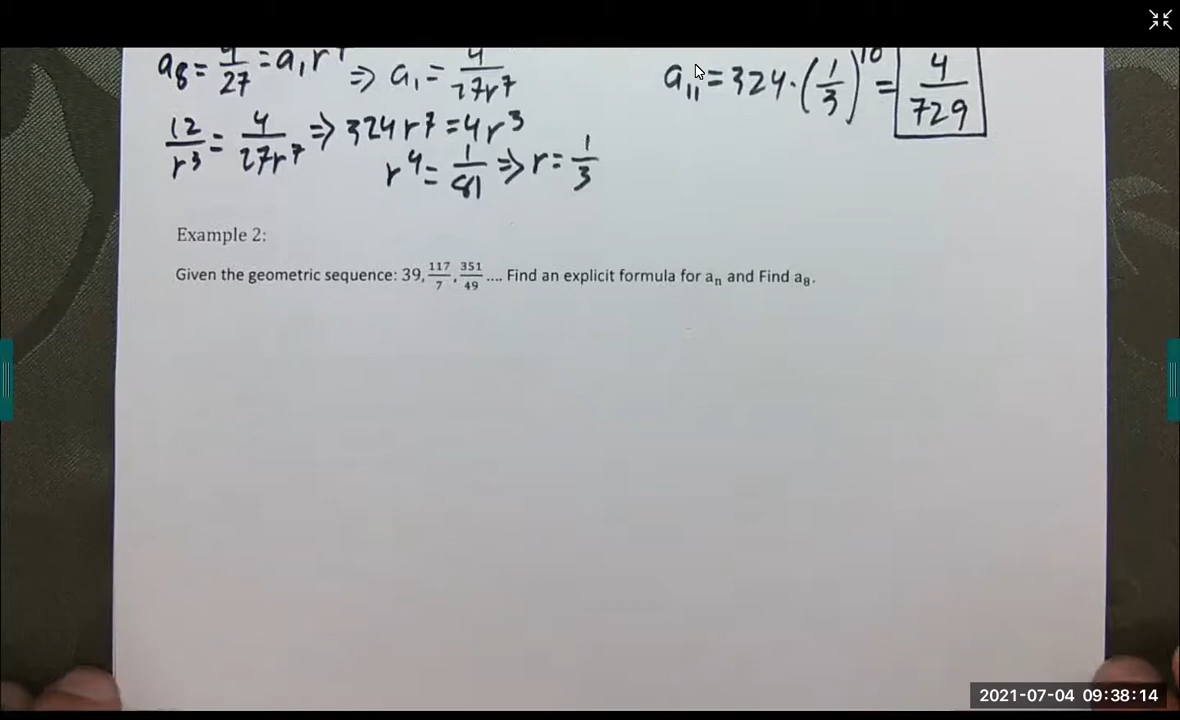 a₈ = 4/27 = a₁r⁷ ⇒ a₁ = 4/27r⁷
12/r³ = 4/27r⁷ ⇒ 324r⁷ = 4r³
r⁴ = 1/81 ⇒ r = 1/3
a₁₁ = 324·(1/3)¹⁰ = 4/729
Example 2:
Given the geometric sequence: 39, 117/7, 351/49 .... Find an explicit formula for aₙ and Find a₈.
2021-07-04 09:38:14